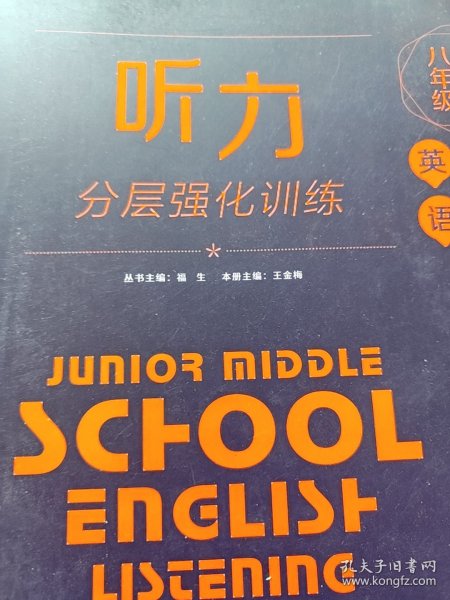 听力
分层强化训练
八年级
英
语
丛书主编：福 生 本册主编：王金梅
JUNIOR MIDDLE
SCHOOL
ENGLISH
LISTENING
孔夫子旧书网
www.kongfz.com